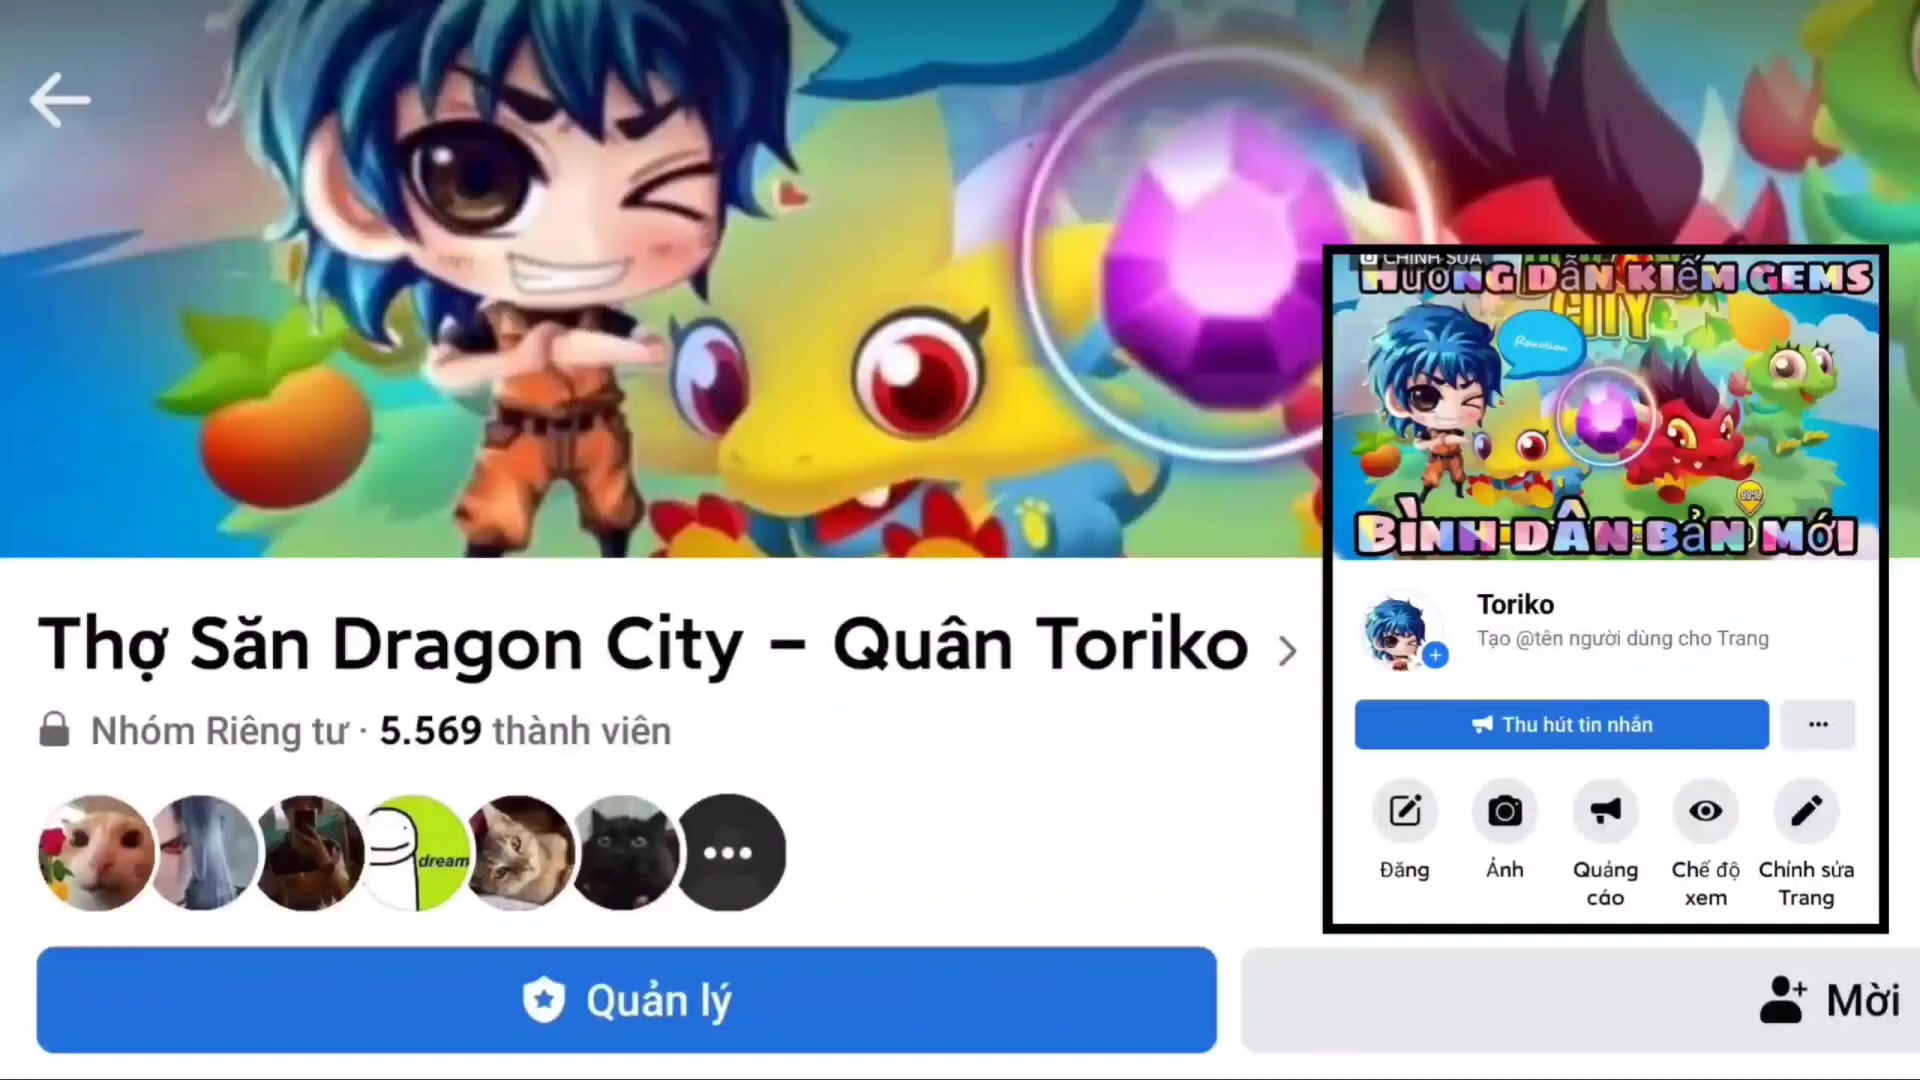 Thợ Săn Dragon City – Quân Toriko
Nhóm Riêng tư · 5.569 thành viên
dream
Quản lý
Mời
CHỈNH SỬA
HƯỚNG DẪN KIẾM GEMS
CITY
Reaction
BÌNH DÂN BẢN MỚI
Toriko
Tạo @tên người dùng cho Trang
Thu hút tin nhắn
Đăng
Ảnh
Quảng cáo
Chế độ xem
Chỉnh sửa Trang